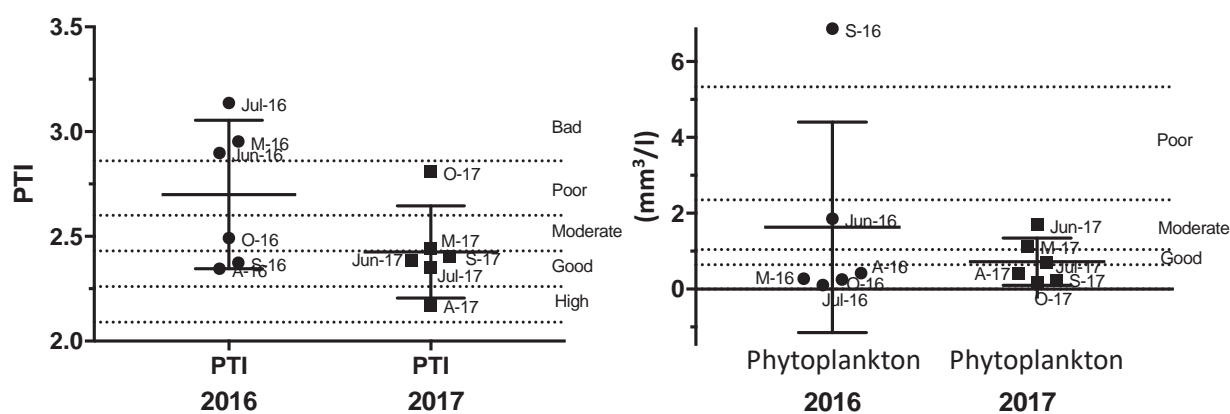 3.5
3.0
2.5
2.0
PTI
Jul-16
M-16
Jun-16
O-16
S-16
A-16
O-17
M-17
Jun-17
S-17
Jul-17
A-17
Bad
Poor
Moderate
Good
High
PTI
2016
PTI
2017
6
4
2
0
(mm³/l)
S-16
Jun-16
M-16
A-16
O-16
Jul-16
Jun-17
M-17
Jul-17
A-17
S-17
O-17
Poor
Moderate
Good
Phytoplankton
2016
Phytoplankton
2017